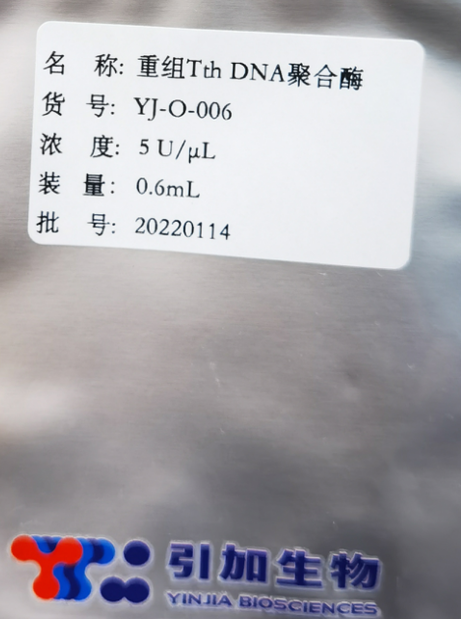 名 称: 重组Tth DNA聚合酶
货 号: YJ-O-006
浓 度: 5 U/μL
装 量: 0.6mL
批 号: 20220114
引加生物
YINJIA BIOSCIENCES